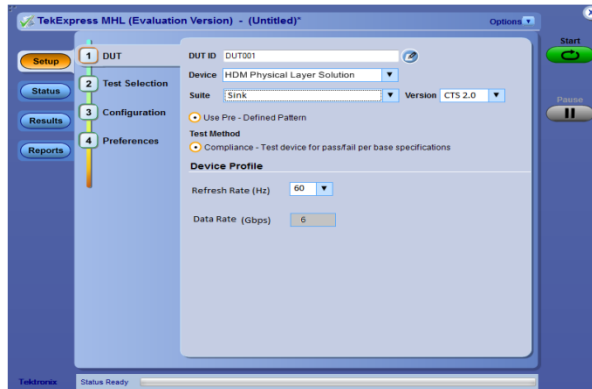 TekExpress MHL (Evaluation Version) - (Untitled)*
Options
Start
Setup
Status
Results
Reports
Pause
1 DUT
2 Test Selection
3 Configuration
4 Preferences
DUT ID DUT001
Device HDM Physical Layer Solution
Suite Sink Version CTS 2.0
Use Pre - Defined Pattern
Test Method
Compliance - Test device for pass/fail per base specifications
Device Profile
Refresh Rate (Hz) 60
Data Rate (Gbps) 6
Tektronix Status Ready